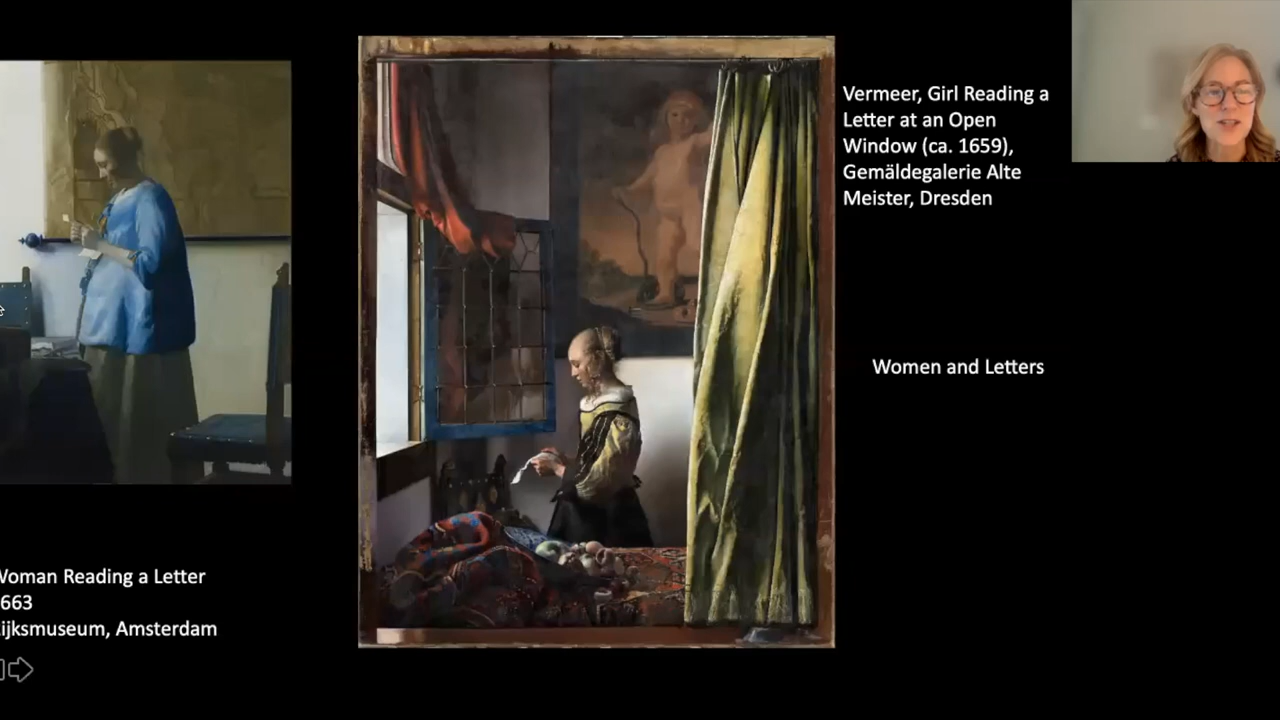 Vermeer, Girl Reading a
Letter at an Open
Window (ca. 1659),
Gemäldegalerie Alte
Meister, Dresden
Women and Letters
Woman Reading a Letter
663
ijksmuseum, Amsterdam